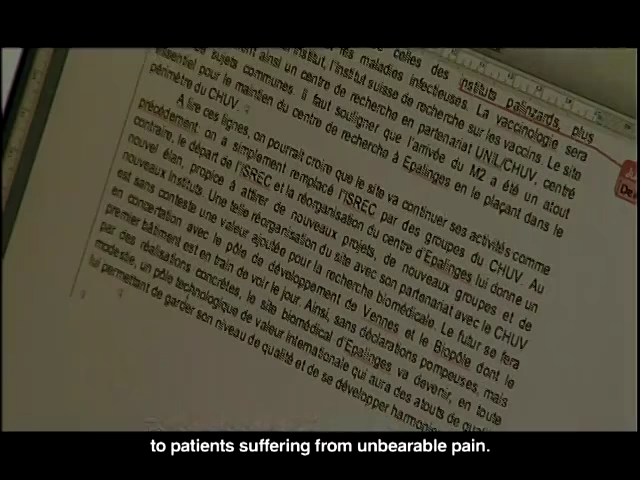 celles des instituts palinzards, plus
les maladies infectieuses. La vaccinologie sera
institut, l'institut suisse de recherche sur les vaccins. Le site
ainsi un centre de recherche en partenariat UNIL/CHUV, centré
sujets communes. Il faut souligner que l'arrivée du M2 a été un atout
essentiel pour le maintien du centre de recherche à Epalinges en le plaçant dans le
périmètre du CHUV.
A lire ces lignes, on pourrait croire que le site va continuer ses activités comme
précédemment, on a simplement remplacé l'ISREC par des groupes du CHUV. Au
contraire, le départ de l'ISREC et la réorganisation du centre d'Epalinges lui donne un
nouvel élan, propice à attirer de nouveaux projets, de nouveaux groupes et de
nouveaux instituts. Une telle réorganisation du site avec son partenariat avec le CHUV
est sans conteste une valeur ajoutée pour la recherche biomédicale. Le futur se fera
en concertation avec le pôle de développement de Vennes et le Biopôle dont le
premier bâtiment est en train de voir le jour. Ainsi, sans déclarations pompeuses, mais
par des réalisations concrètes, le site biomédical d'Epalinges va devenir, en toute
modestie, un pôle technologique de valeur internationale qui aura des atouts de
lui permettant de garder son niveau de qualité et de se développer
to patients suffering from unbearable pain.